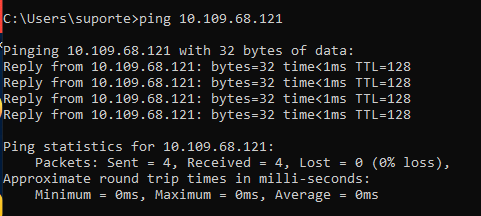 C:\Users\suporte>ping 10.109.68.121
Pinging 10.109.68.121 with 32 bytes of data:
Reply from 10.109.68.121: bytes=32 time<1ms TTL=128
Reply from 10.109.68.121: bytes=32 time<1ms TTL=128
Reply from 10.109.68.121: bytes=32 time<1ms TTL=128
Reply from 10.109.68.121: bytes=32 time<1ms TTL=128
Ping statistics for 10.109.68.121:
    Packets: Sent = 4, Received = 4, Lost = 0 (0% loss),
Approximate round trip times in milli-seconds:
    Minimum = 0ms, Maximum = 0ms, Average = 0ms